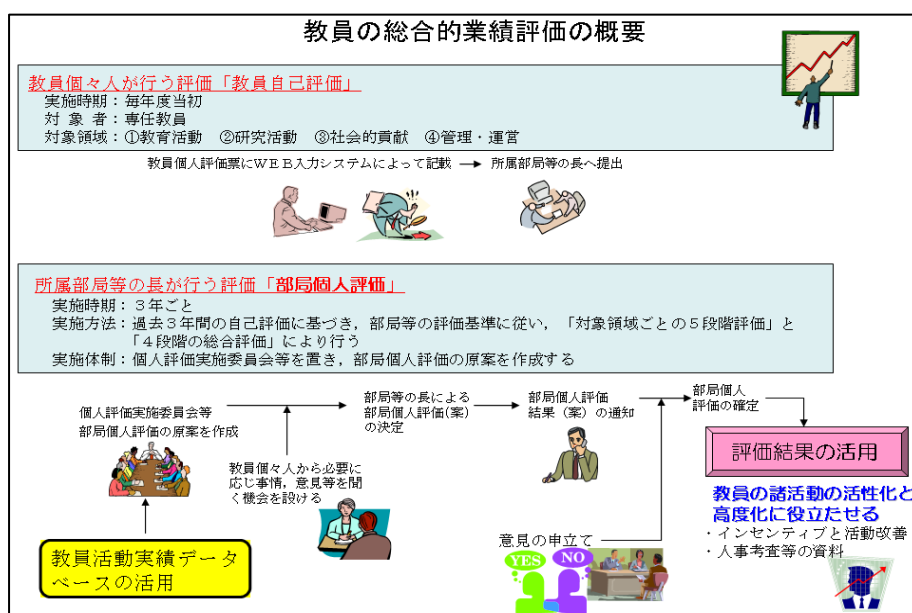 教員の総合的業績評価の概要
教員個々人が行う評価「教員自己評価」
実施時期：毎年度当初
対 象 者：専任教員
対象領域：①教育活動　②研究活動　③社会的貢献　④管理・運営
教員個人評価票にＷＥＢ入力システムによって記載 → 所属部局等の長へ提出
所属部局等の長が行う評価「部局個人評価」
実施時期：３年ごと
実施方法：過去３年間の自己評価に基づき，部局等の評価基準に従い，「対象領域ごとの５段階評価」と
「４段階の総合評価」により行う
実施体制：個人評価実施委員会等を置き，部局個人評価の原案を作成する
個人評価実施委員会等
部局個人評価の原案を作成
部局等の長による
部局個人評価(案)
の決定
部局個人評価
結果（案）の通知
部局個人
評価の確定
評価結果の活用
教員個々人から必要に
応じ事情，意見等を聞
く機会を設ける
教員の諸活動の活性化と
高度化に役立たせる
・インセンティブと活動改善
・人事考査等の資料
意見の申立て
YES
NO
教員活動実績データ
ベースの活用